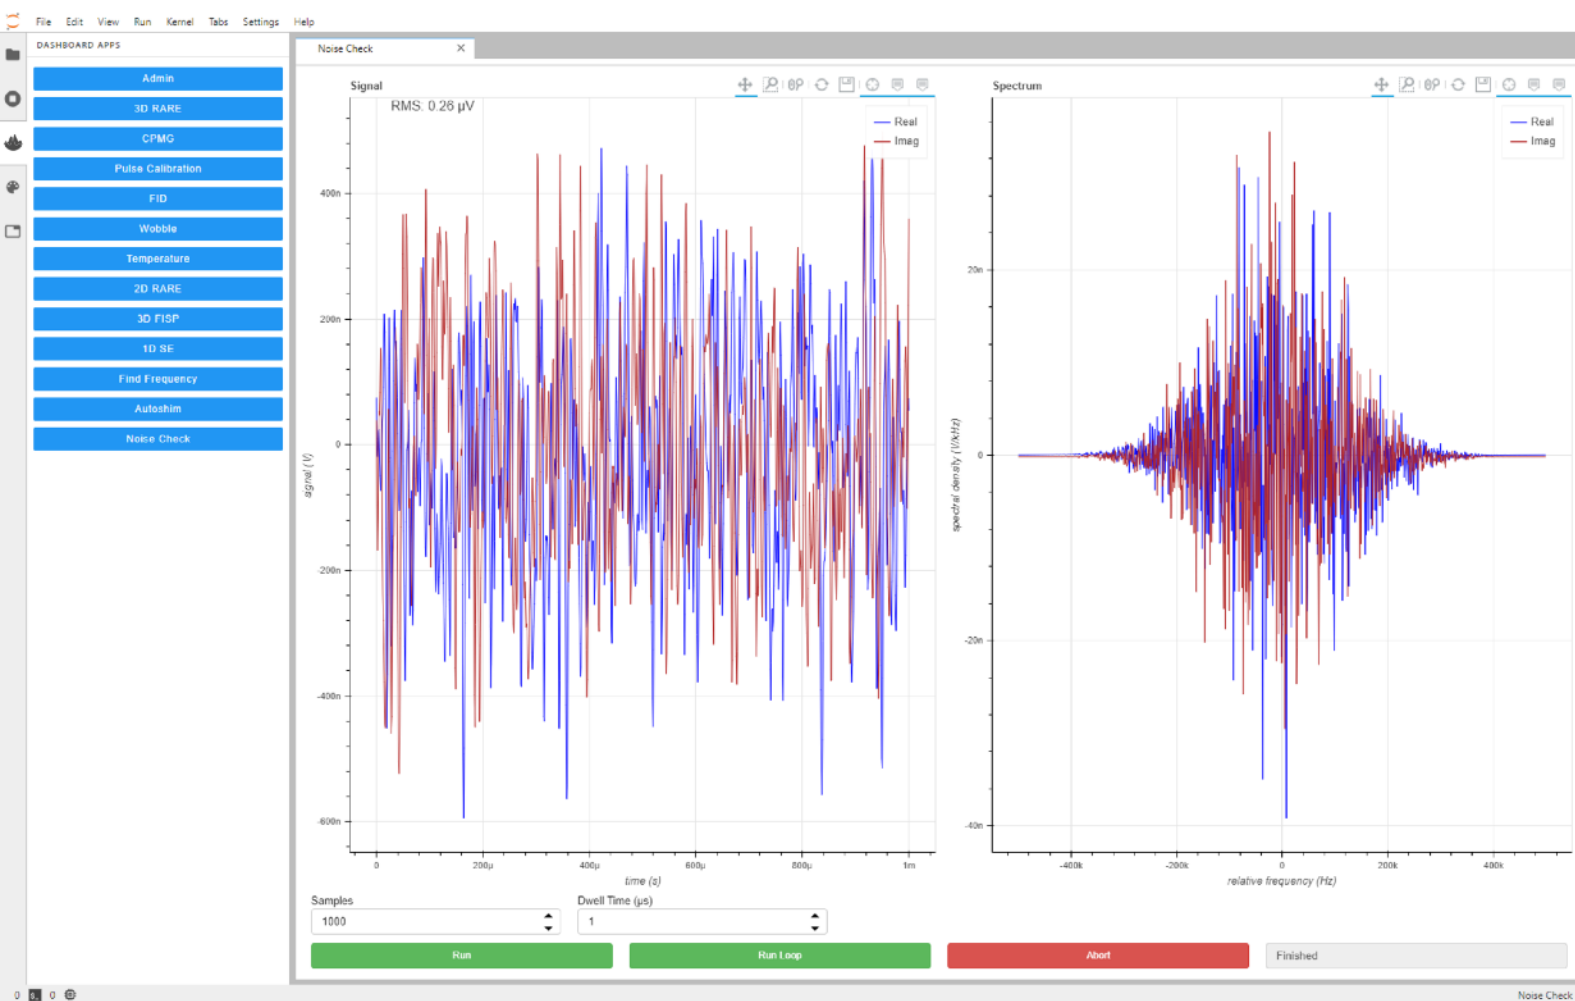 File Edit View Run Kernel Tabs Settings Help
DASHBOARD APPS
Admin
3D RARE
CPMG
Pulse Calibration
FID
Wobble
Temperature
2D RARE
3D FISP
1D SE
Find Frequency
Autoshim
Noise Check
Noise Check
Signal
RMS: 0.26 µV
Real
Imag
400n
200n
0
-200n
-400n
-600n
signal (V)
0 200µ 400µ 600µ 800µ 1m
time (s)
Spectrum
Real
Imag
20n
0
-20n
-40n
spectral density (V/kHz)
-400k -200k 0 200k 400k
relative frequency (Hz)
Samples Dwell Time (µs)
1000 1
Run Run Loop Abort Finished
0 0 Noise Check